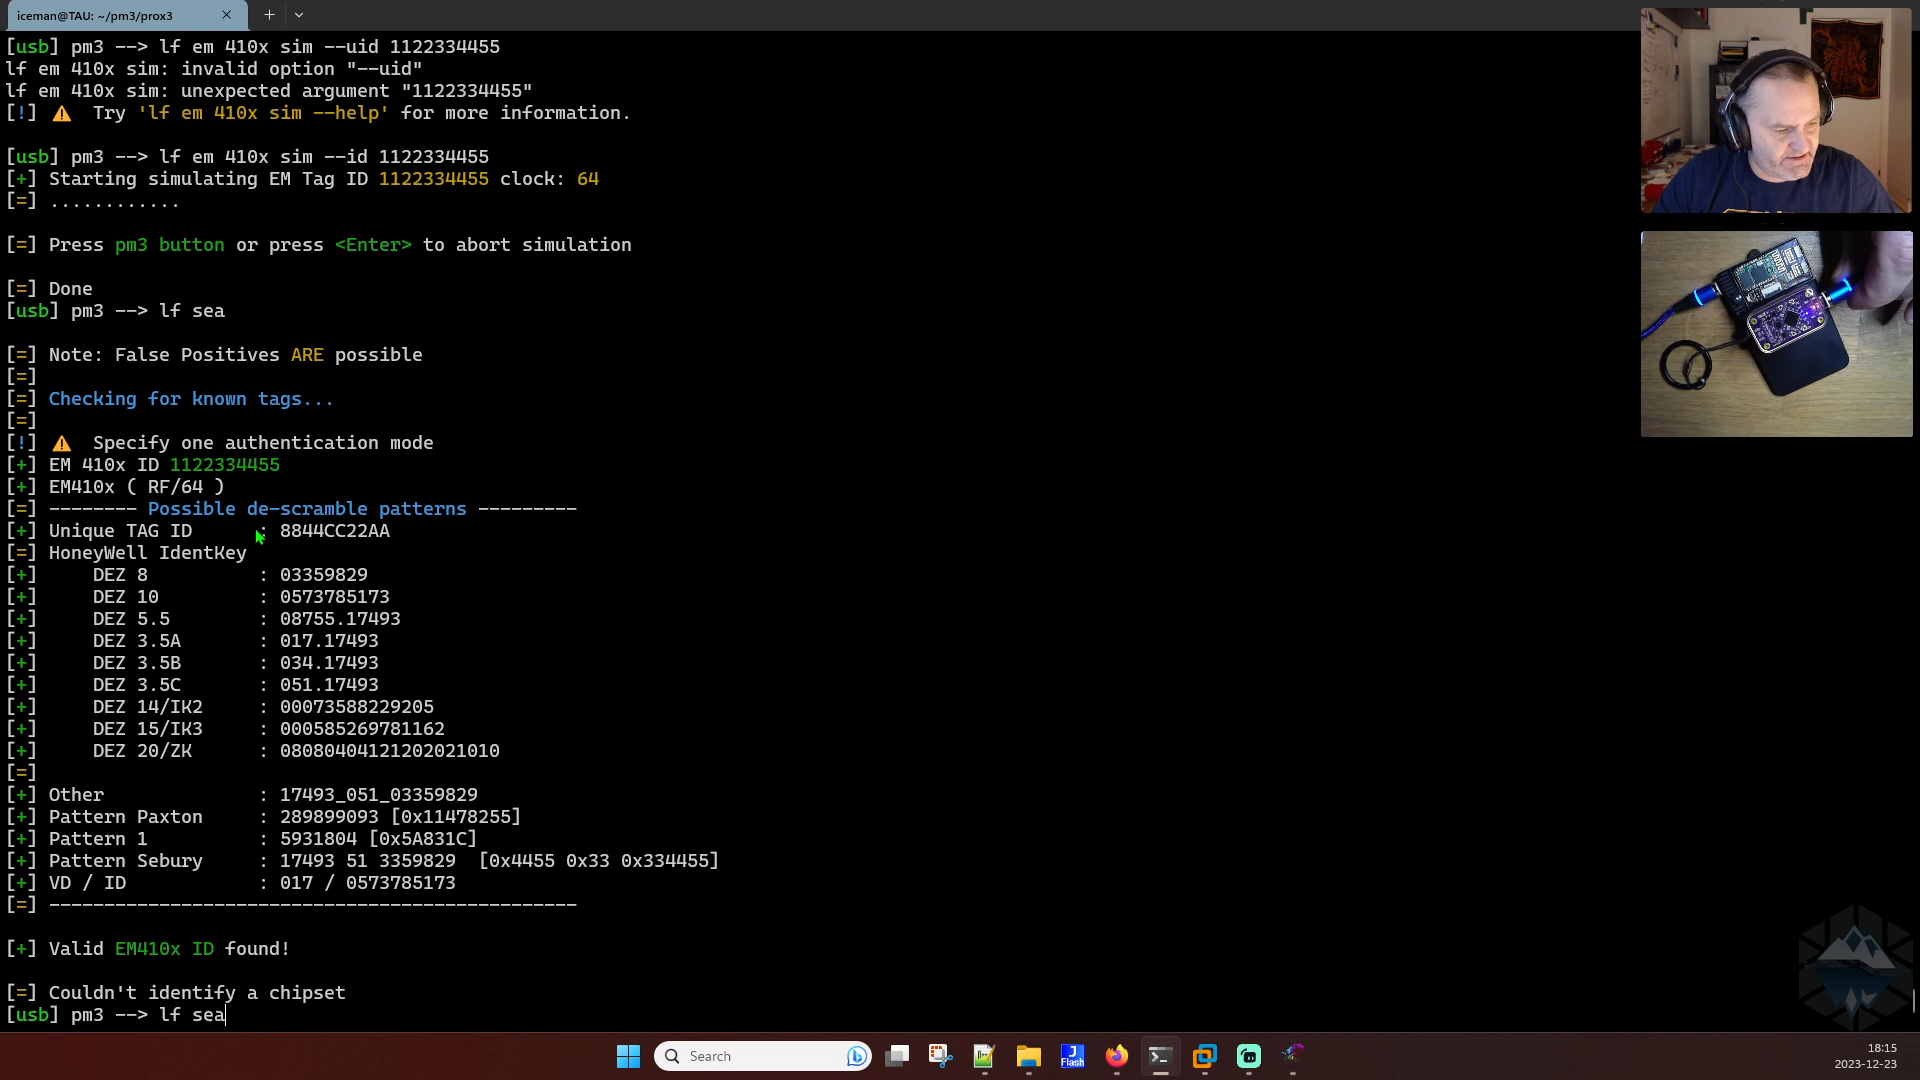 iceman@TAU: ~/pm3/prox3
[usb] pm3 --> lf em 410x sim --uid 1122334455
lf em 410x sim: invalid option "--uid"
lf em 410x sim: unexpected argument "1122334455"
[!] ⚠ Try 'lf em 410x sim --help' for more information.
[usb] pm3 --> lf em 410x sim --id 1122334455
[+] Starting simulating EM Tag ID 1122334455 clock: 64
[=] ............
[=] Press pm3 button or press <Enter> to abort simulation
[=] Done
[usb] pm3 --> lf sea
[=] Note: False Positives ARE possible
[=]
[=] Checking for known tags...
[=]
[!] ⚠ Specify one authentication mode
[+] EM 410x ID 1122334455
[+] EM410x ( RF/64 )
[=] -------- Possible de-scramble patterns ---------
[+] Unique TAG ID : 8844CC22AA
[=] HoneyWell IdentKey
[+] DEZ 8 : 03359829
[+] DEZ 10 : 0573785173
[+] DEZ 5.5 : 08755.17493
[+] DEZ 3.5A : 017.17493
[+] DEZ 3.5B : 034.17493
[+] DEZ 3.5C : 051.17493
[+] DEZ 14/IK2 : 00073588229205
[+] DEZ 15/IK3 : 000585269781162
[+] DEZ 20/ZK : 08080404121202021010
[=]
[+] Other : 17493_051_03359829
[+] Pattern Paxton : 289899093 [0x11478255]
[+] Pattern 1 : 5931804 [0x5A831C]
[+] Pattern Sebury : 17493 51 3359829 [0x4455 0x33 0x334455]
[+] VD / ID : 017 / 0573785173
[=] ------------------------------------------------
[+] Valid EM410x ID found!
[=] Couldn't identify a chipset
[usb] pm3 --> lf sea
Search
J
Flash
18:15
2023-12-23